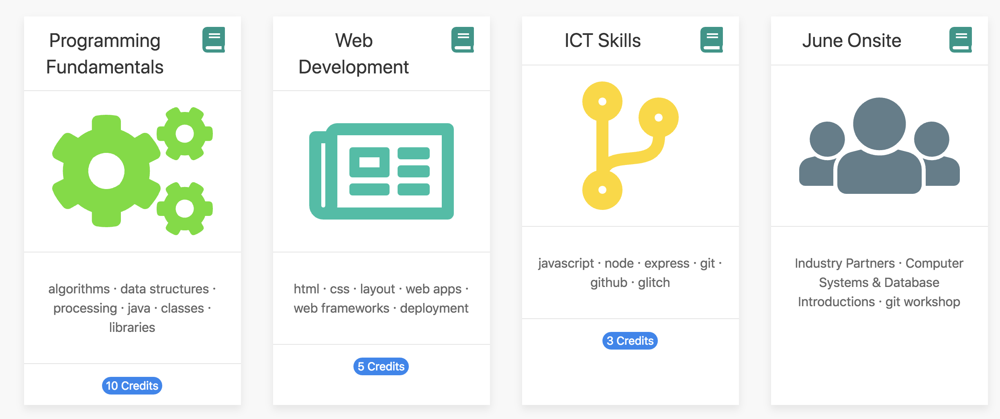 Programming
Fundamentals
algorithms · data structures ·
processing · java · classes ·
libraries
10 Credits
Web
Development
html · css · layout · web apps ·
web frameworks · deployment
5 Credits
ICT Skills
javascript · node · express · git ·
github · glitch
3 Credits
June Onsite
Industry Partners · Computer
Systems & Database
Introductions · git workshop